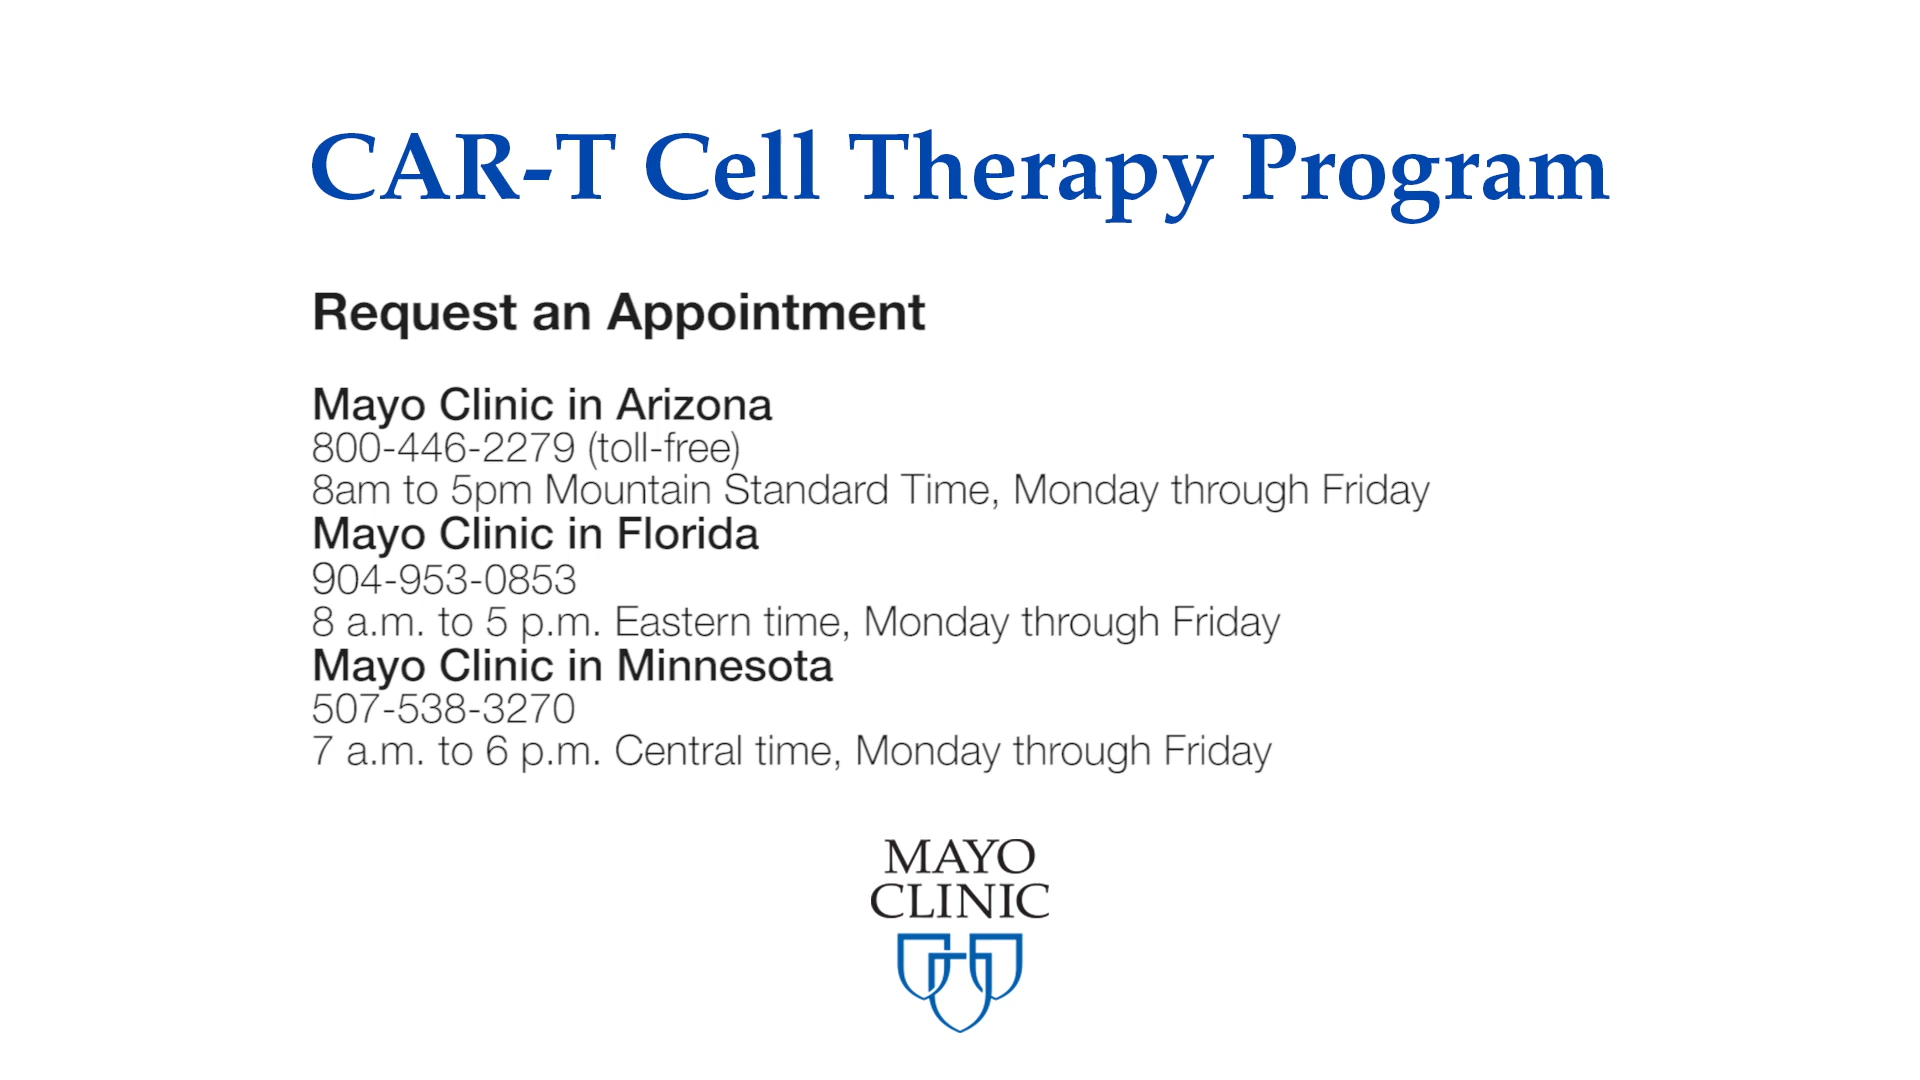 CAR-T Cell Therapy Program
Request an Appointment
Mayo Clinic in Arizona
800-446-2279 (toll-free)
8am to 5pm Mountain Standard Time, Monday through Friday
Mayo Clinic in Florida
904-953-0853
8 a.m. to 5 p.m. Eastern time, Monday through Friday
Mayo Clinic in Minnesota
507-538-3270
7 a.m. to 6 p.m. Central time, Monday through Friday
MAYO
CLINIC